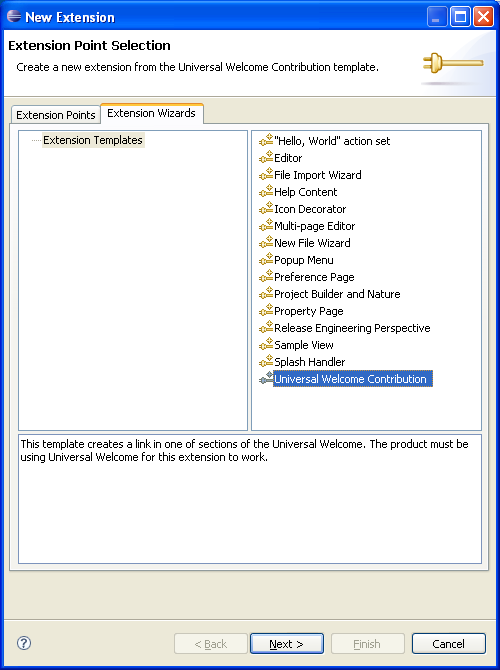 New Extension
Extension Point Selection
Create a new extension from the Universal Welcome Contribution template.
Extension Points
Extension Wizards
Extension Templates
"Hello, World" action set
Editor
File Import Wizard
Help Content
Icon Decorator
Multi-page Editor
New File Wizard
Popup Menu
Preference Page
Project Builder and Nature
Property Page
Release Engineering Perspective
Sample View
Splash Handler
Universal Welcome Contribution
This template creates a link in one of sections of the Universal Welcome. The product must be
using Universal Welcome for this extension to work.
?
< Back
Next >
Finish
Cancel